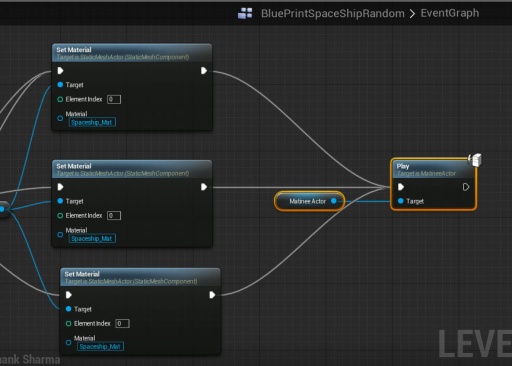 BluePrintSpaceShipRandom > EventGraph
Set Material
Target is StaticMeshActor (StaticMeshComponent)
Target
Element Index 0
Material
Spaceship_Mat
Set Material
Target is StaticMeshActor (StaticMeshComponent)
Target
Element Index 0
Material
Spaceship_Mat
Matinee Actor
Play
Target is MatineeActor
Target
Set Material
Target is StaticMeshActor (StaticMeshComponent)
Target
Element Index 0
Material
Spaceship_Mat
hank Sharma
LEVE